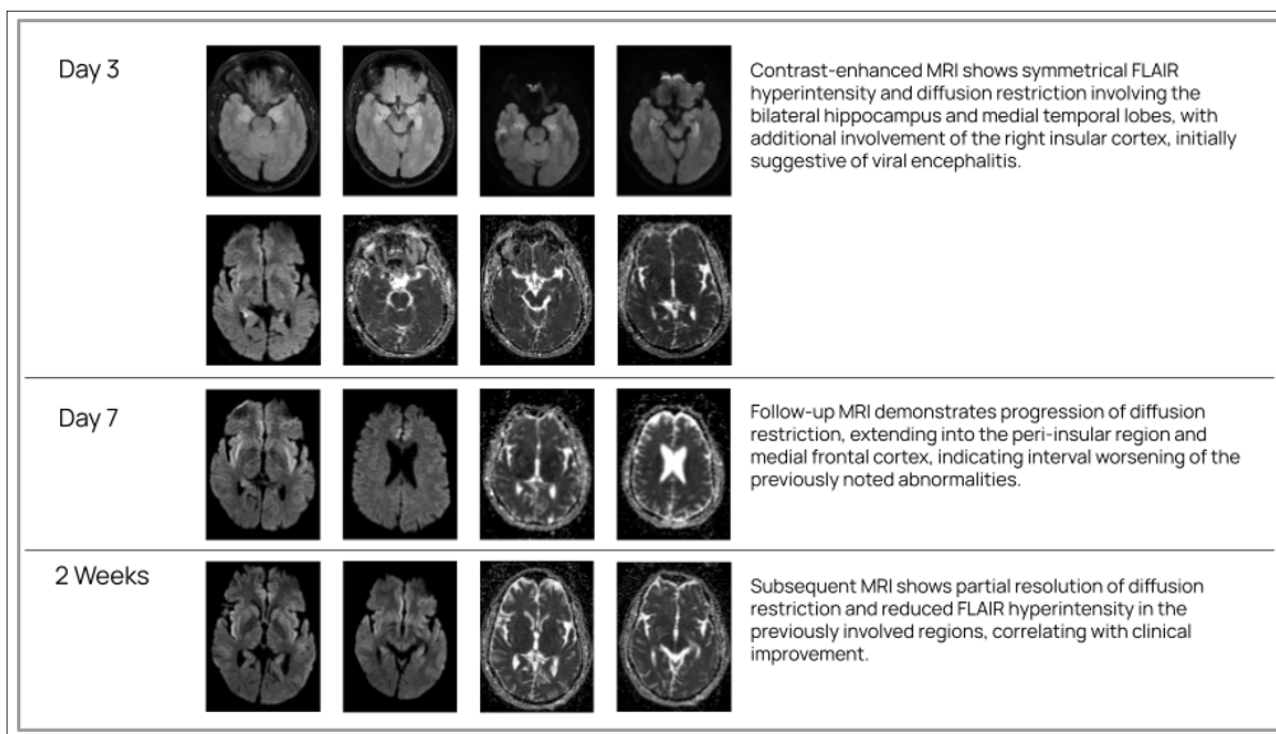 Day 3
Contrast-enhanced MRI shows symmetrical FLAIR
hyperintensity and diffusion restriction involving the
bilateral hippocampus and medial temporal lobes, with
additional involvement of the right insular cortex, initially
suggestive of viral encephalitis.
Day 7
Follow-up MRI demonstrates progression of diffusion
restriction, extending into the peri-insular region and
medial frontal cortex, indicating interval worsening of the
previously noted abnormalities.
2 Weeks
Subsequent MRI shows partial resolution of diffusion
restriction and reduced FLAIR hyperintensity in the
previously involved regions, correlating with clinical
improvement.